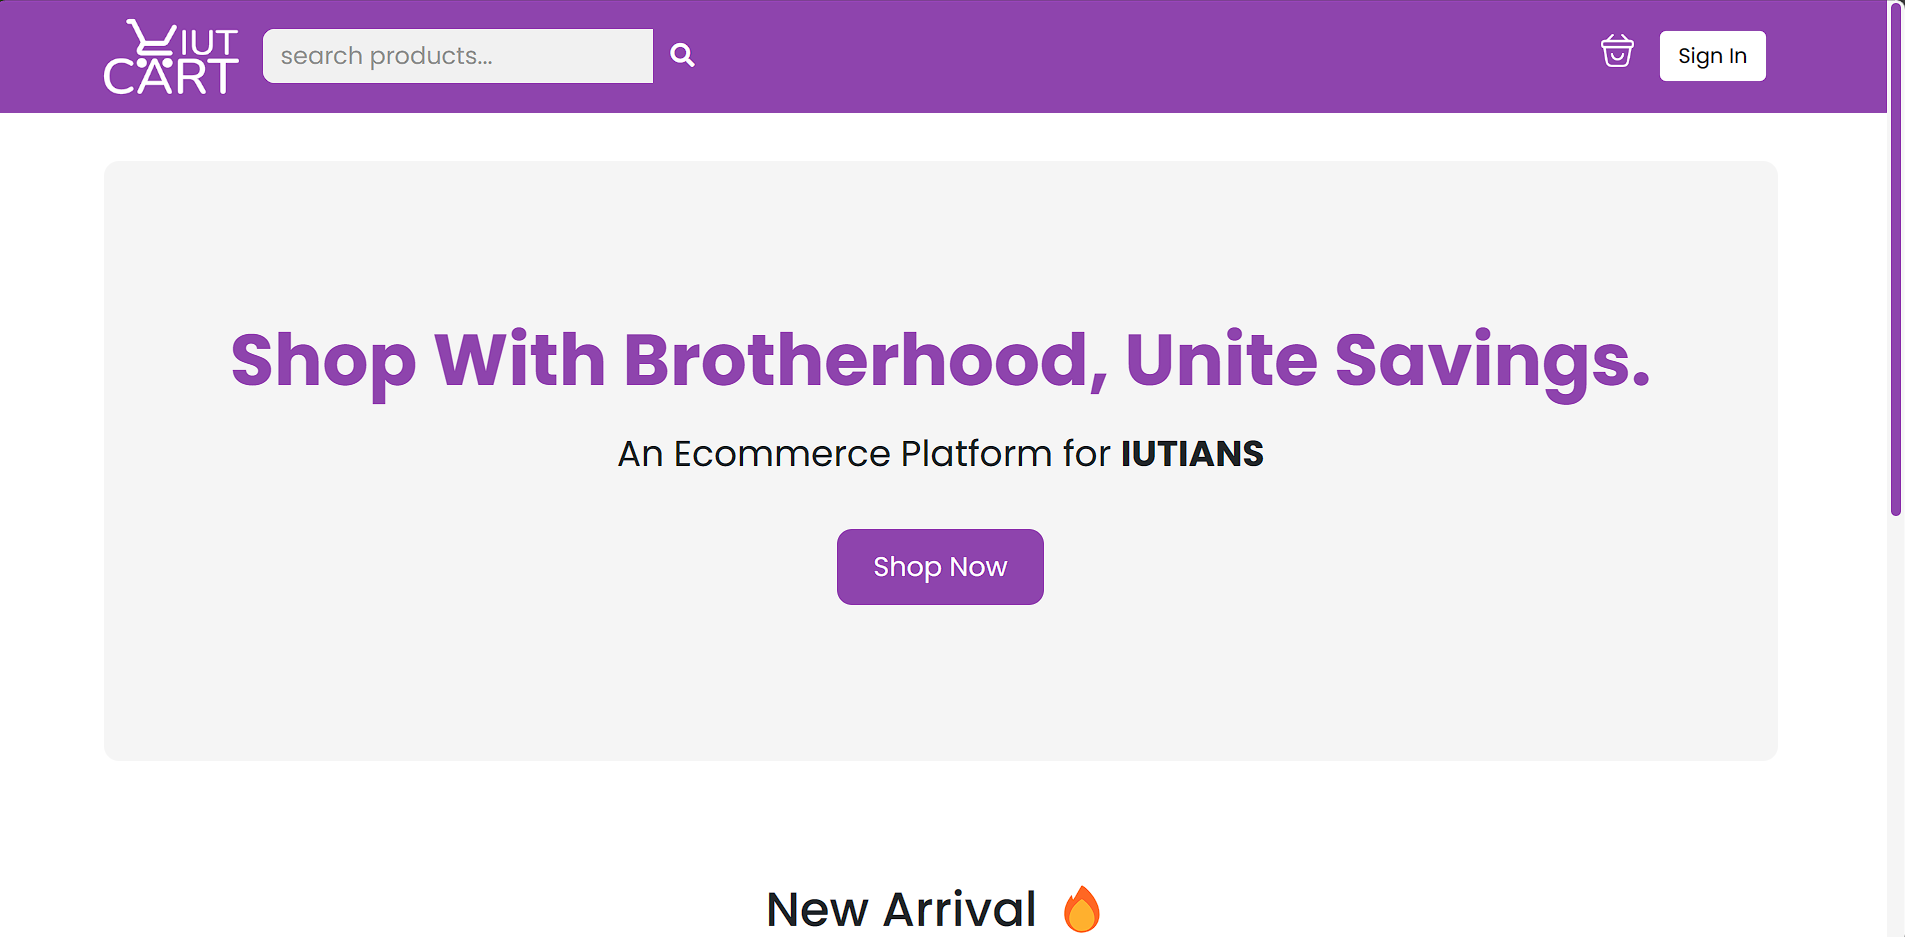 IUT
CART
search products...
Sign In
Shop With Brotherhood, Unite Savings.
An Ecommerce Platform for IUTIANS
Shop Now
New Arrival 🔥